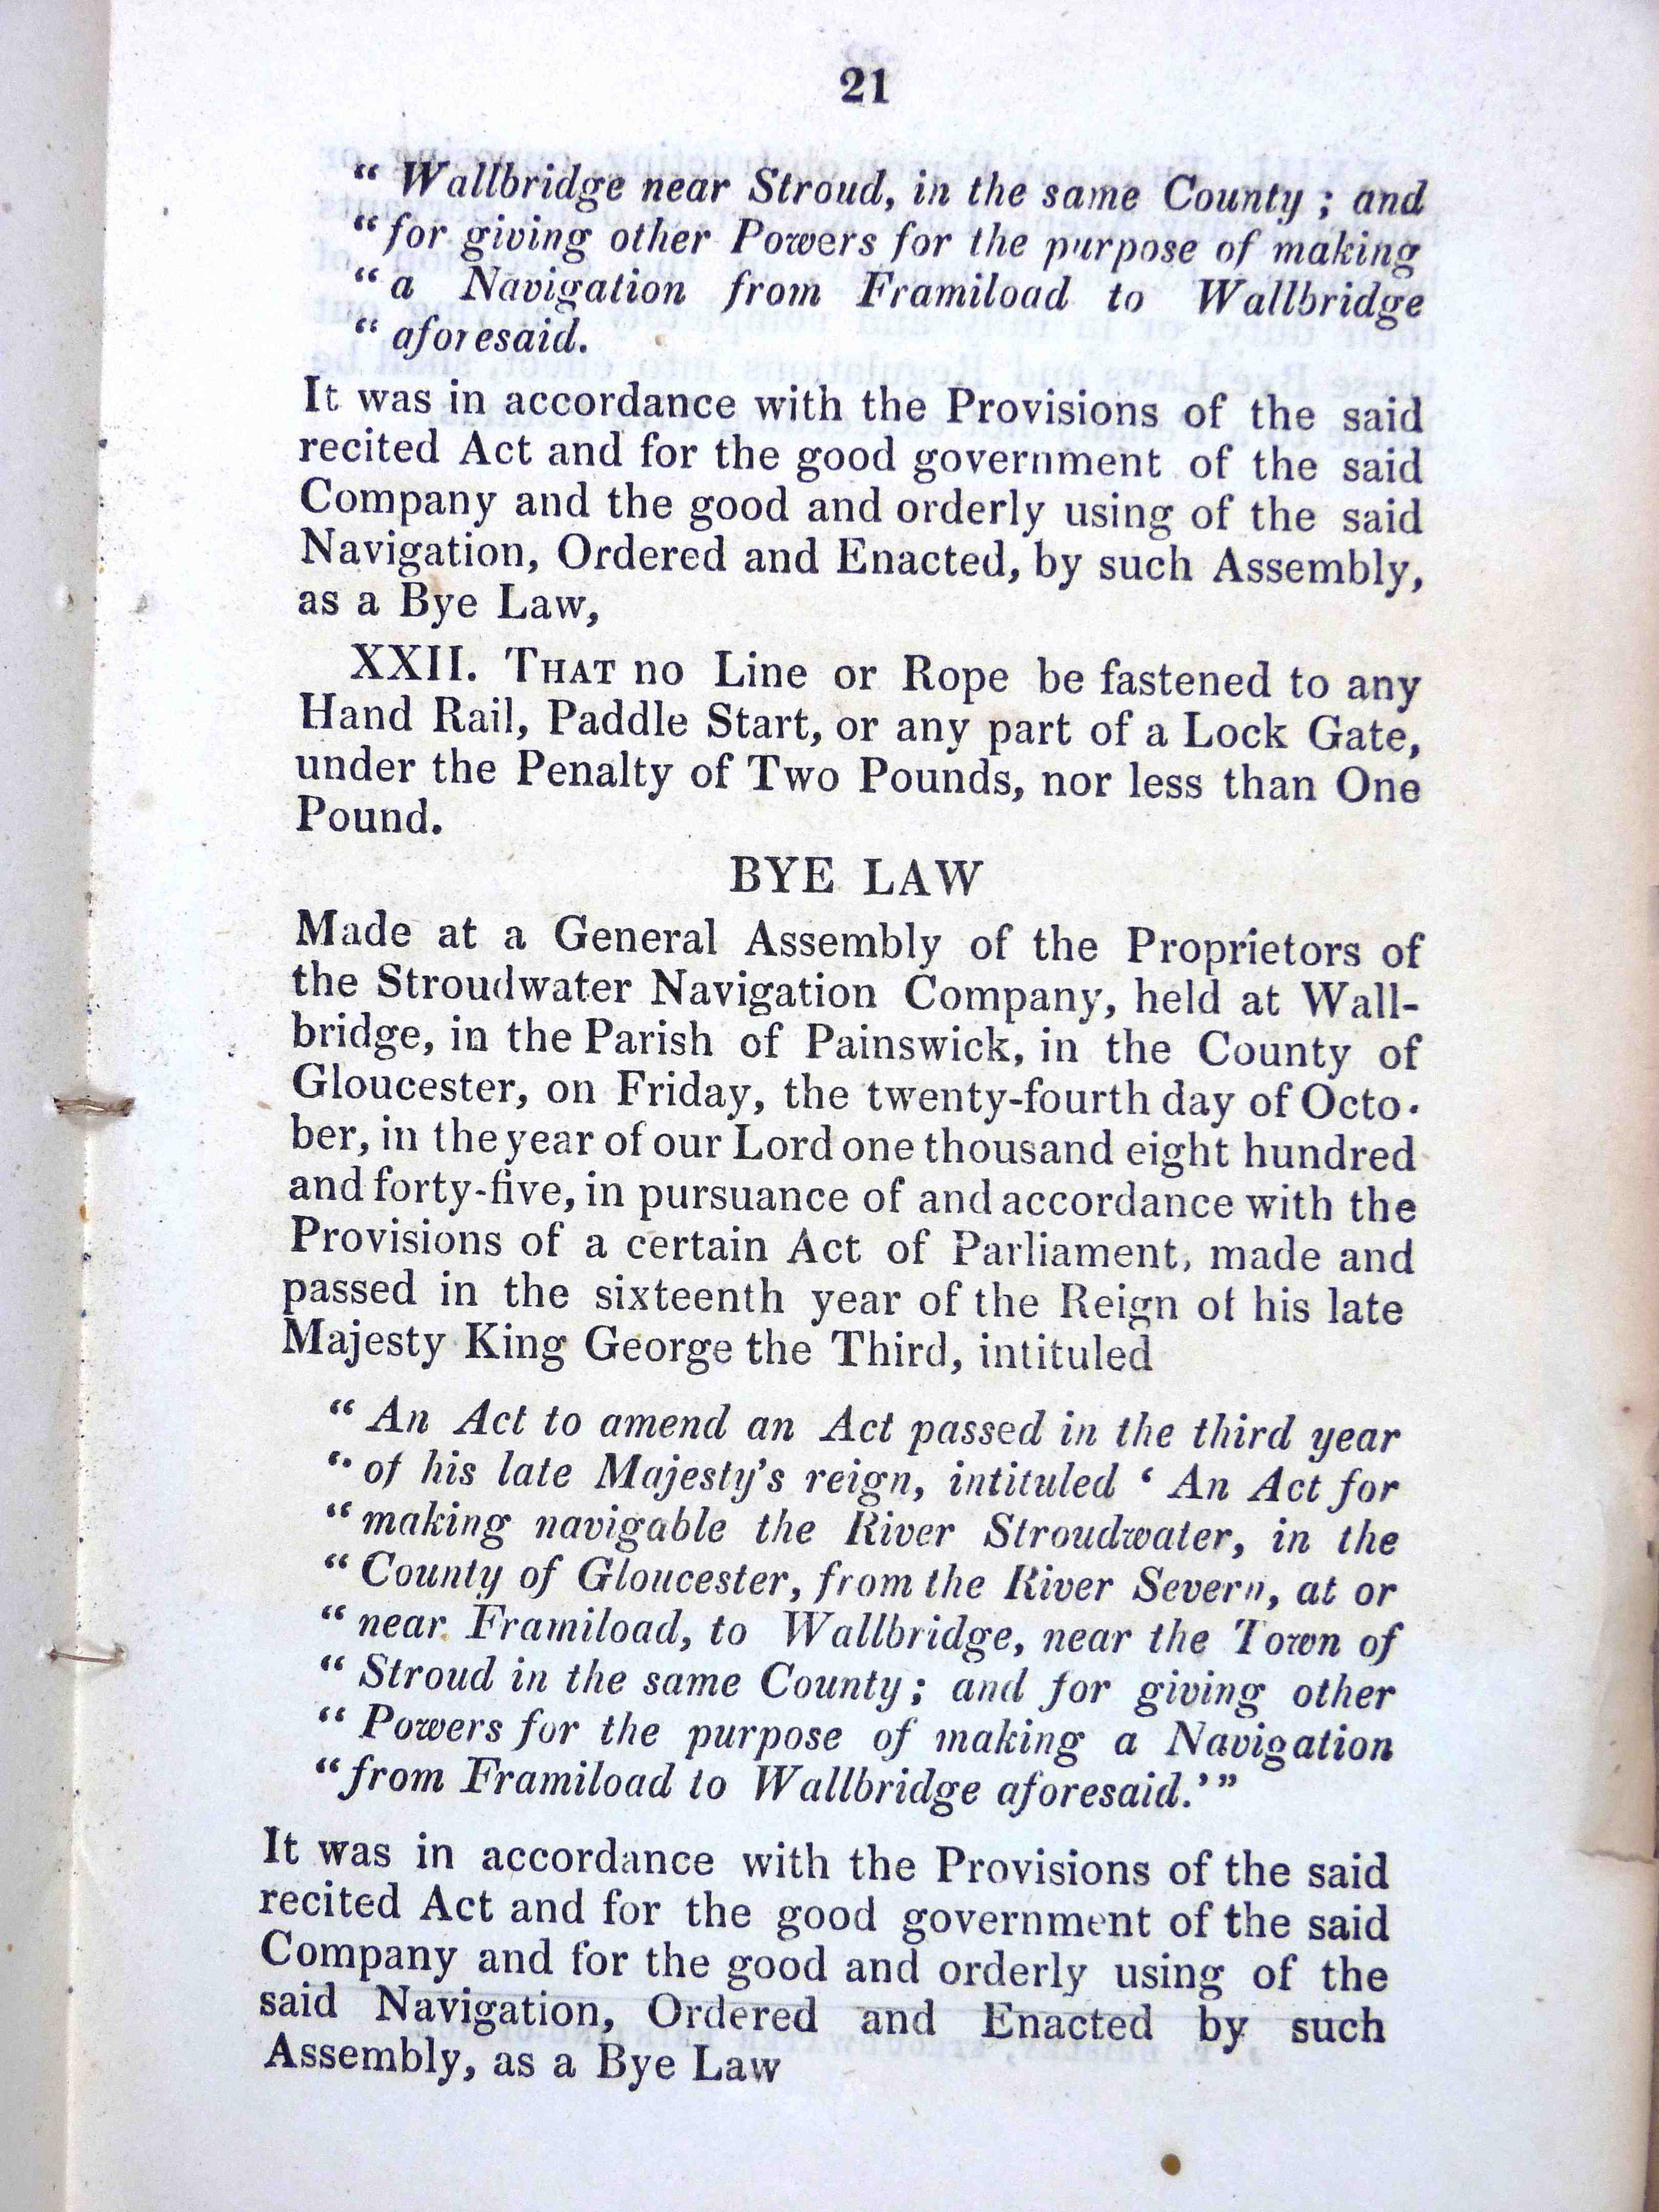 21
“ Wallbridge near Stroud, in the same County ; and
“ for giving other Powers for the purpose of making
“ a Navigation from Framiload to Wallbridge
“ aforesaid.
It was in accordance with the Provisions of the said
recited Act and for the good government of the said
Company and the good and orderly using of the said
Navigation, Ordered and Enacted, by such Assembly,
as a Bye Law,
XXII. THAT no Line or Rope be fastened to any
Hand Rail, Paddle Start, or any part of a Lock Gate,
under the Penalty of Two Pounds, nor less than One
Pound.
BYE LAW
Made at a General Assembly of the Proprietors of
the Stroudwater Navigation Company, held at Wall-
bridge, in the Parish of Painswick, in the County of
Gloucester, on Friday, the twenty-fourth day of Octo-
ber, in the year of our Lord one thousand eight hundred
and forty-five, in pursuance of and accordance with the
Provisions of a certain Act of Parliament, made and
passed in the sixteenth year of the Reign of his late
Majesty King George the Third, intituled
“ An Act to amend an Act passed in the third year
“ of his late Majesty's reign, intituled ‘ An Act for
“ making navigable the River Stroudwater, in the
“ County of Gloucester, from the River Severn, at or
“ near Framiload, to Wallbridge, near the Town of
“ Stroud in the same County ; and for giving other
“ Powers for the purpose of making a Navigation
“ from Framiload to Wallbridge aforesaid.’ ”
It was in accordance with the Provisions of the said
recited Act and for the good government of the said
Company and for the good and orderly using of the
said Navigation, Ordered and Enacted by such
Assembly, as a Bye Law